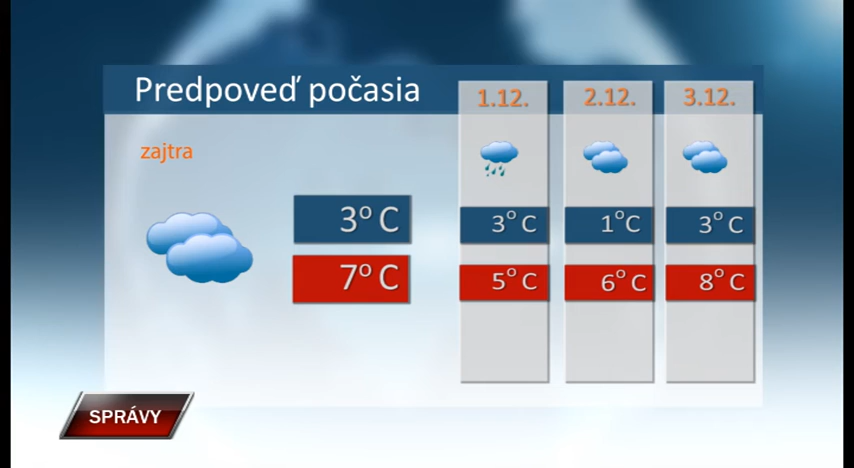 Predpoveď počasia
zajtra
3° C
7° C
1.12.
3° C
5° C
2.12.
1°C
6° C
3.12.
3° C
8° C
SPRÁVY